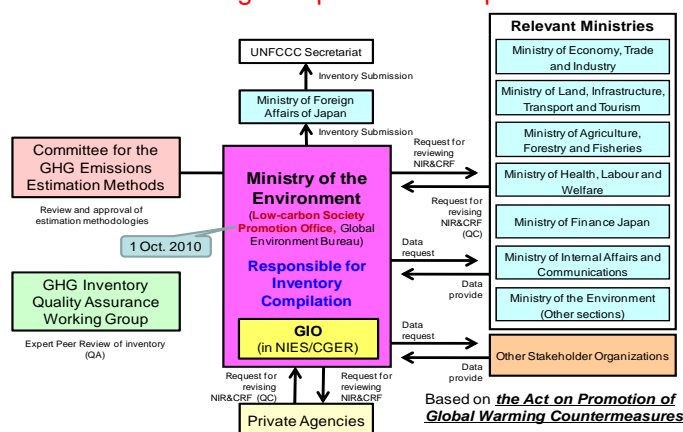 UNFCCC Secretariat
Inventory Submission
Ministry of Foreign
Affairs of Japan
Inventory Submission
Committee for the
GHG Emissions
Estimation Methods
Review and approval of
estimation methodologies
1 Oct. 2010
GHG Inventory
Quality Assurance
Working Group
Expert Peer Review of inventory
(QA)
Ministry of the
Environment
(Low-carbon Society
Promotion Office, Global
Environment Bureau)
Responsible for
Inventory
Compilation
GIO
(in NIES/CGER)
Request for
revising
NIR&CRF (QC)
Request for
reviewing
NIR&CRF
Private Agencies
Request for
reviewing
NIR&CRF
Request for
revising
NIR&CRF
(QC)
Data
request
Data
provide
Data
request
Data
provide
Relevant Ministries
Ministry of Economy, Trade
and Industry
Ministry of Land, Infrastructure,
Transport and Tourism
Ministry of Agriculture,
Forestry and Fisheries
Ministry of Health, Labour and
Welfare
Ministry of Finance Japan
Ministry of Internal Affairs and
Communications
Ministry of the Environment
(Other sections)
Other Stakeholder Organizations
Based on the Act on Promotion of
Global Warming Countermeasures